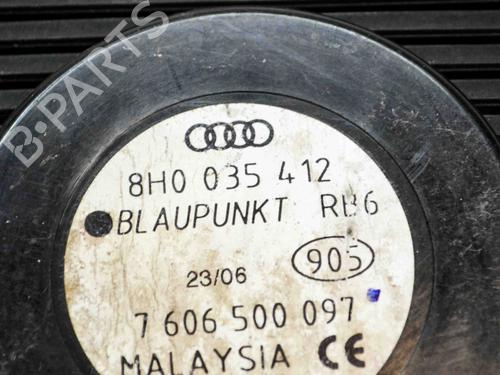 B-PARTS
8H0 035 412
BLAUPUNKT RB6
905
23/06
7 606 500 097
MALAYSIA CE